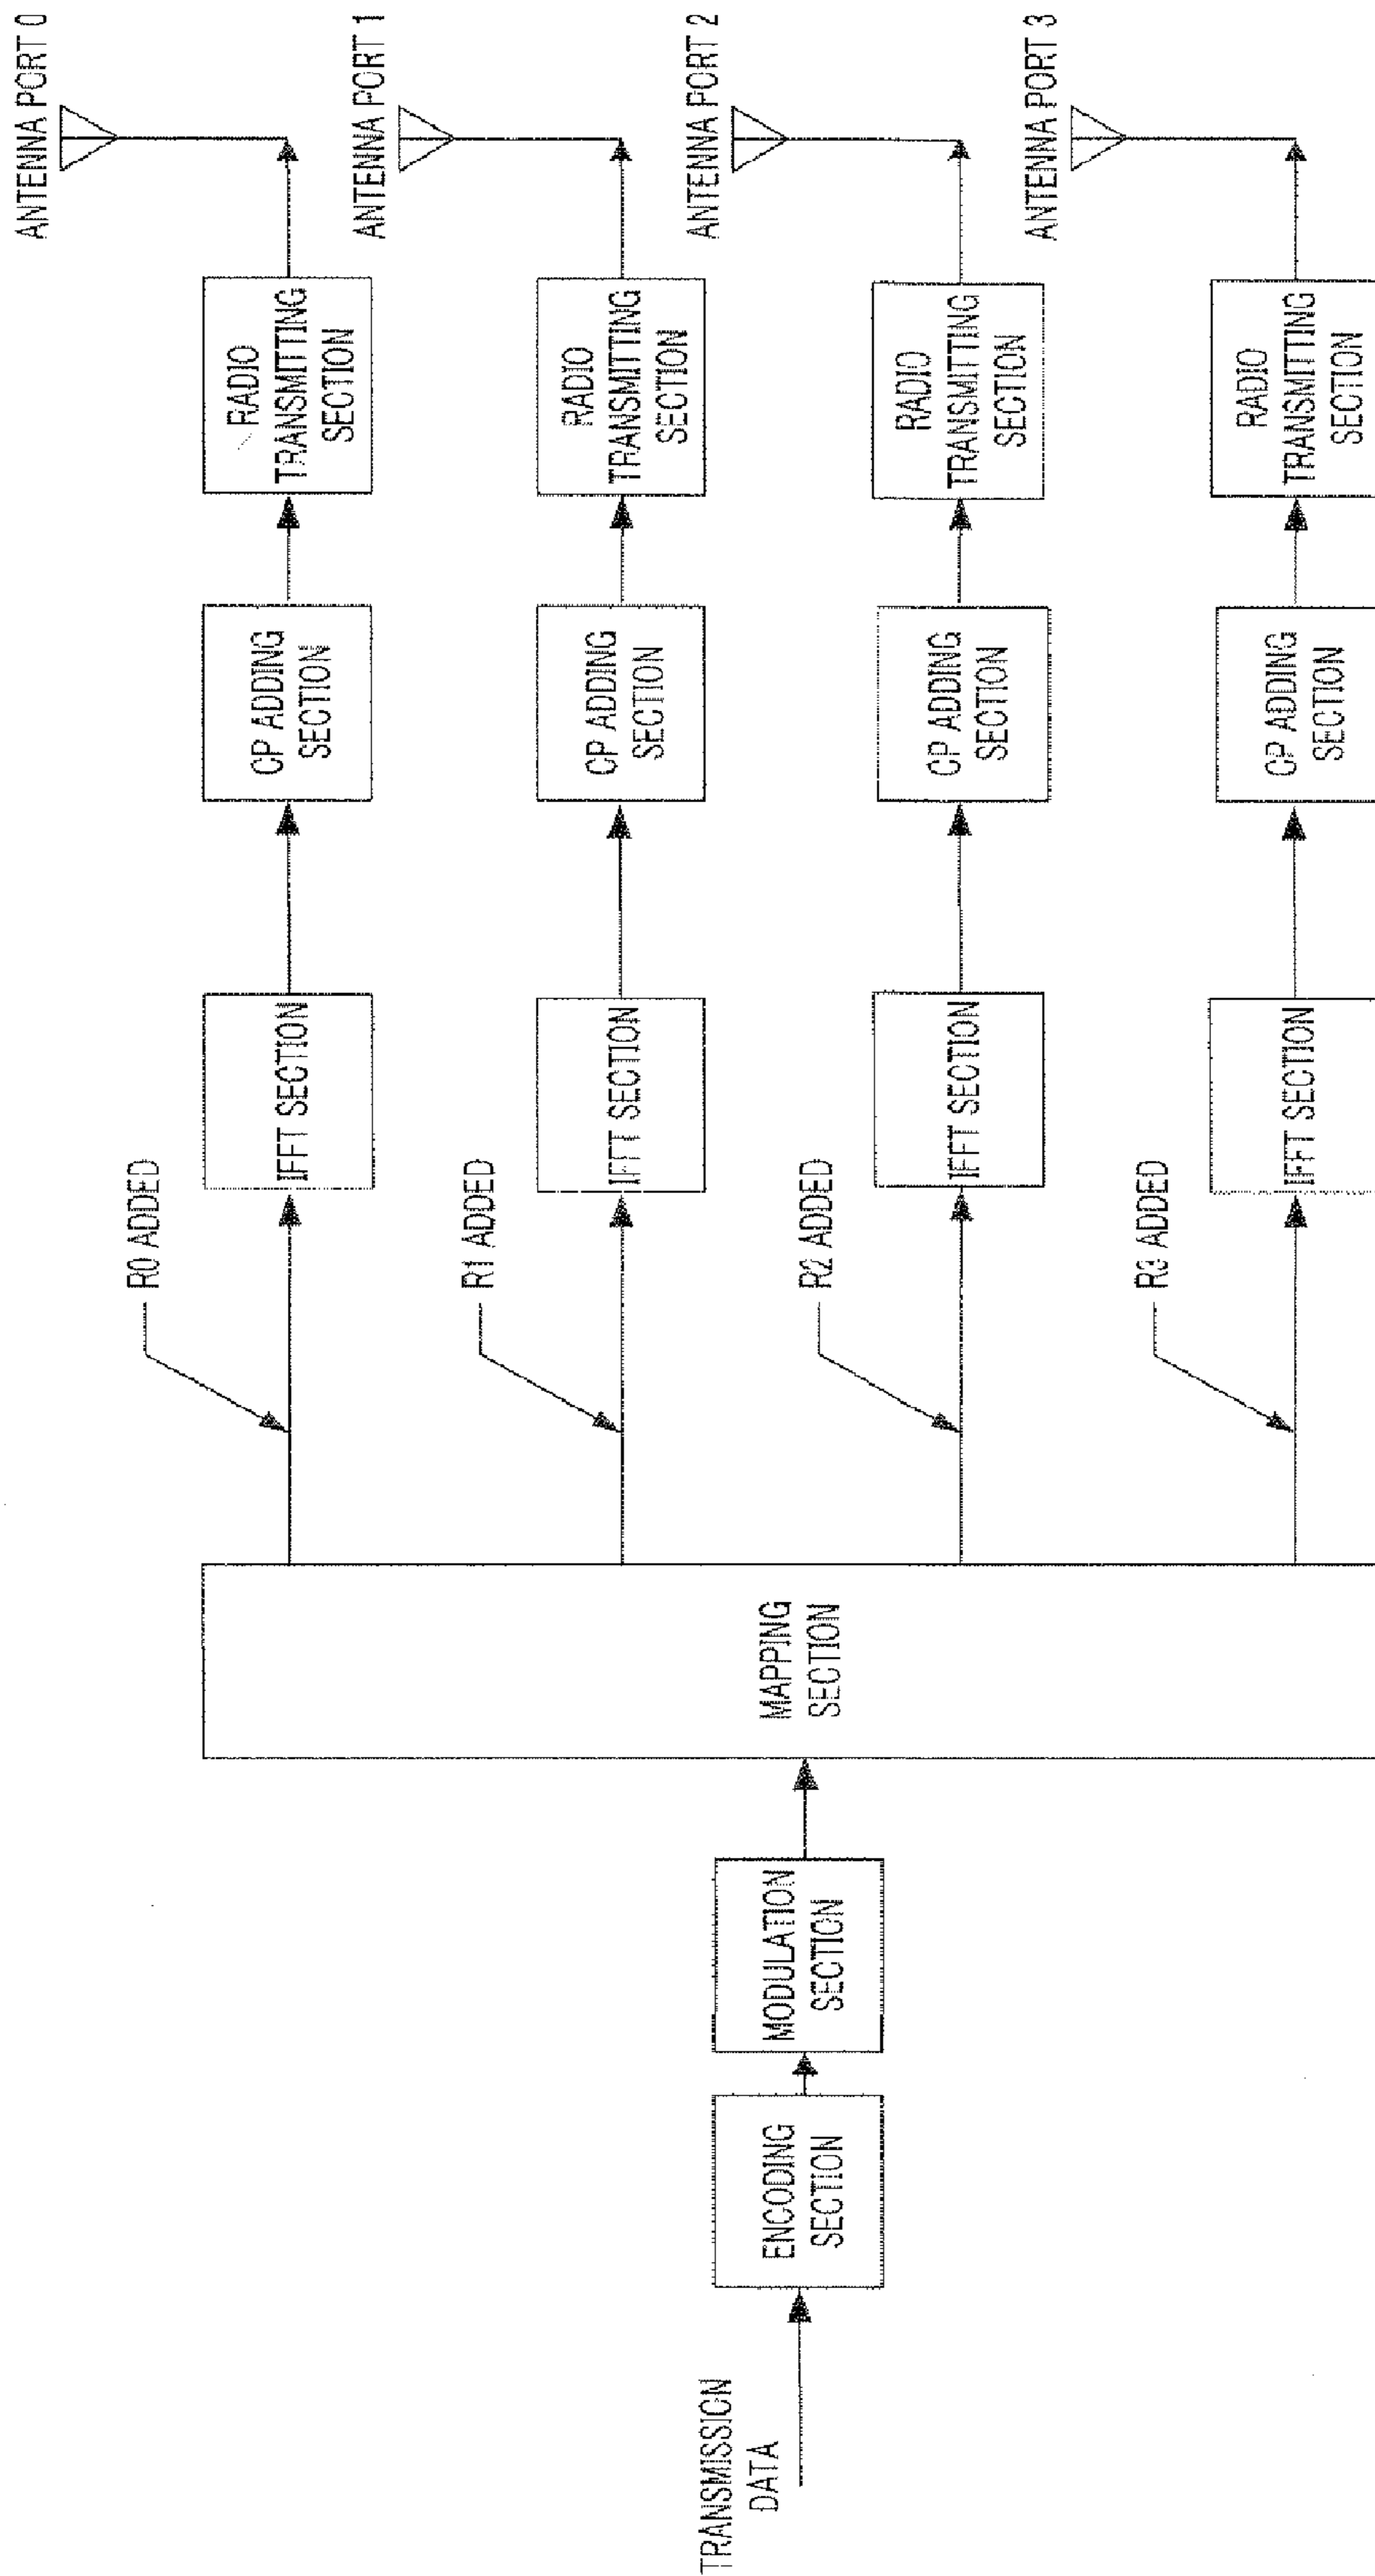 TRANSMISSION
DATA
ENCODING
SECTION
MODULATION
SECTION
MAPPING
SECTION
R0 ADDED
IFFT SECTION
CP ADDING
SECTION
RADIO
TRANSMITTING
SECTION
ANTENNA PORT 0
R1 ADDED
IFFT SECTION
CP ADDING
SECTION
RADIO
TRANSMITTING
SECTION
ANTENNA PORT 1
R2 ADDED
IFFT SECTION
CP ADDING
SECTION
RADIO
TRANSMITTING
SECTION
ANTENNA PORT 2
R3 ADDED
IFFT SECTION
CP ADDING
SECTION
RADIO
TRANSMITTING
SECTION
ANTENNA PORT 3